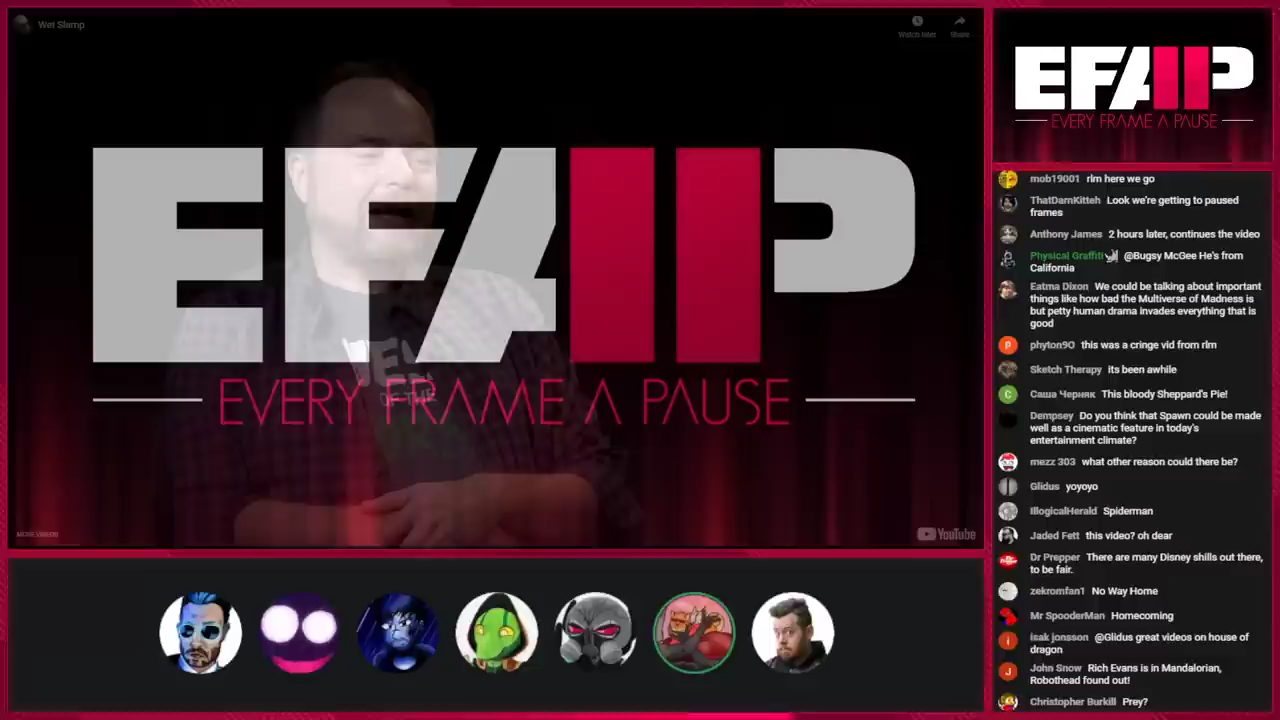 Wet Slamp
Watch later
Share
EFAP
EVERY FRAME A PAUSE
MORE VIDEOS
YouTube
EFAP
EVERY FRAME A PAUSE
mob19001 rlm here we go
ThatDarnKitteh Look we're getting to paused
frames
Anthony James 2 hours later, continues the video
Physical Graffiti @Bugsy McGee He's from
California
Eatma Dixon We could be talking about important
things like how bad the Multiverse of Madness is
but petty human drama invades everything that is
good
phyton90 this was a cringe vid from rlm
Sketch Therapy its been awhile
Саша Черняк This bloody Sheppard's Pie!
Dempsey Do you think that Spawn could be made
well as a cinematic feature in today's
entertainment climate?
mezz 303 what other reason could there be?
Glidus yoyoyo
IllogicalHerald Spiderman
Jaded Fett this video? oh dear
Dr Prepper There are many Disney shills out there,
to be fair.
zekromfan1 No Way Home
Mr SpooderMan Homecoming
isak jonsson @Glidus great videos on house of
dragon
John Snow Rich Evans is in Mandalorian,
Robothead found out!
Christopher Burkill Prey?